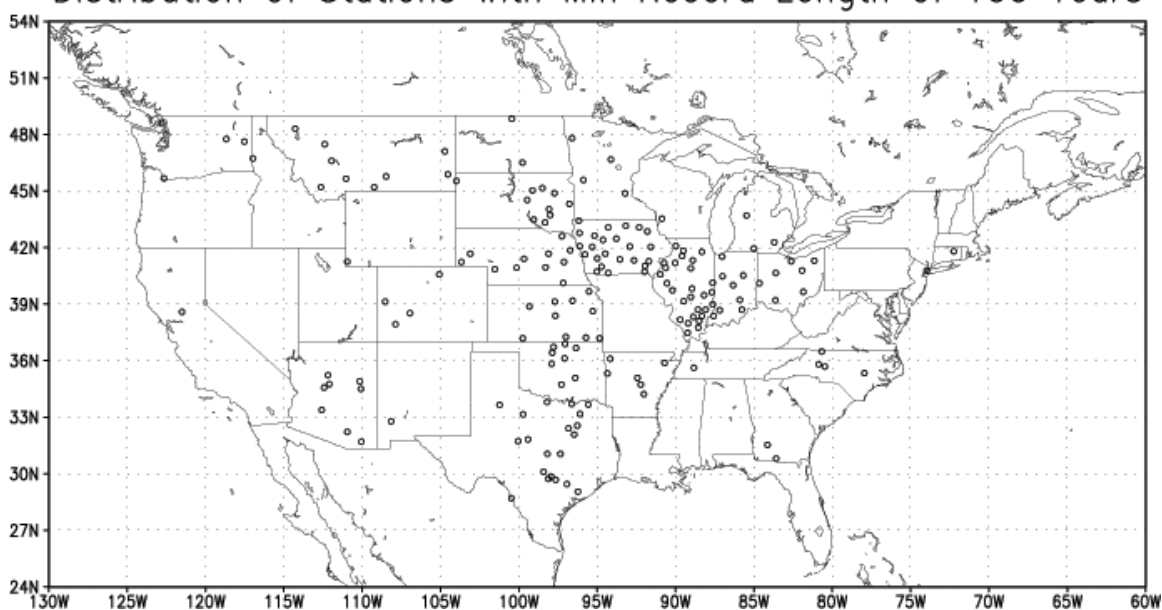 Distribution of Stations with Min Record Length of 100 Years
54N
51N
48N
45N
42N
39N
36N
33N
30N
27N
24N
130W 125W 120W 115W 110W 105W 100W 95W 90W 85W 80W 75W 70W 65W 60W